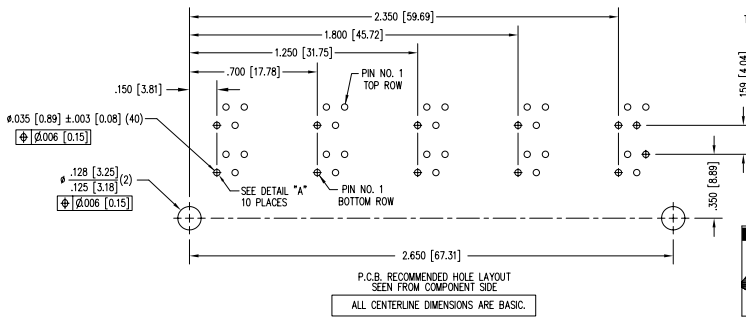 2.350 [59.69]
1.800 [45.72]
1.250 [31.75]
.700 [17.78]
.150 [3.81]
PIN NO. 1
TOP ROW
.159 [4.04]
ø.035 [0.89] ±.003 [0.08] (40)
⌖ Ø.006 [0.15]
ø .128 [3.25]
.125 [3.18] (2)
⌖ Ø.006 [0.15]
SEE DETAIL "A"
10 PLACES
PIN NO. 1
BOTTOM ROW
.350 [8.89]
2.650 [67.31]
P.C.B. RECOMMENDED HOLE LAYOUT
SEEN FROM COMPONENT SIDE
ALL CENTERLINE DIMENSIONS ARE BASIC.